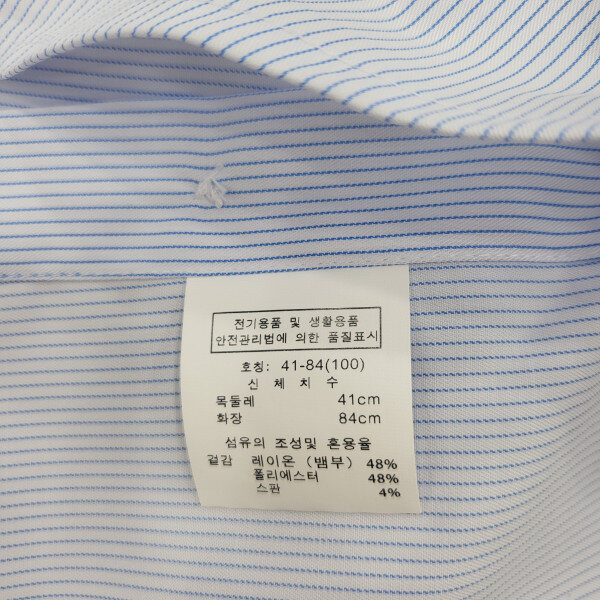 전기용품 및 생활용품
안전관리법에 의한 품질표시
호칭: 41-84(100)
신 체 치 수
목둘레 41cm
화장 84cm
섬유의 조성및 혼용율
겉감 레이온 (뱀부) 48%
폴리에스터 48%
스판 4%